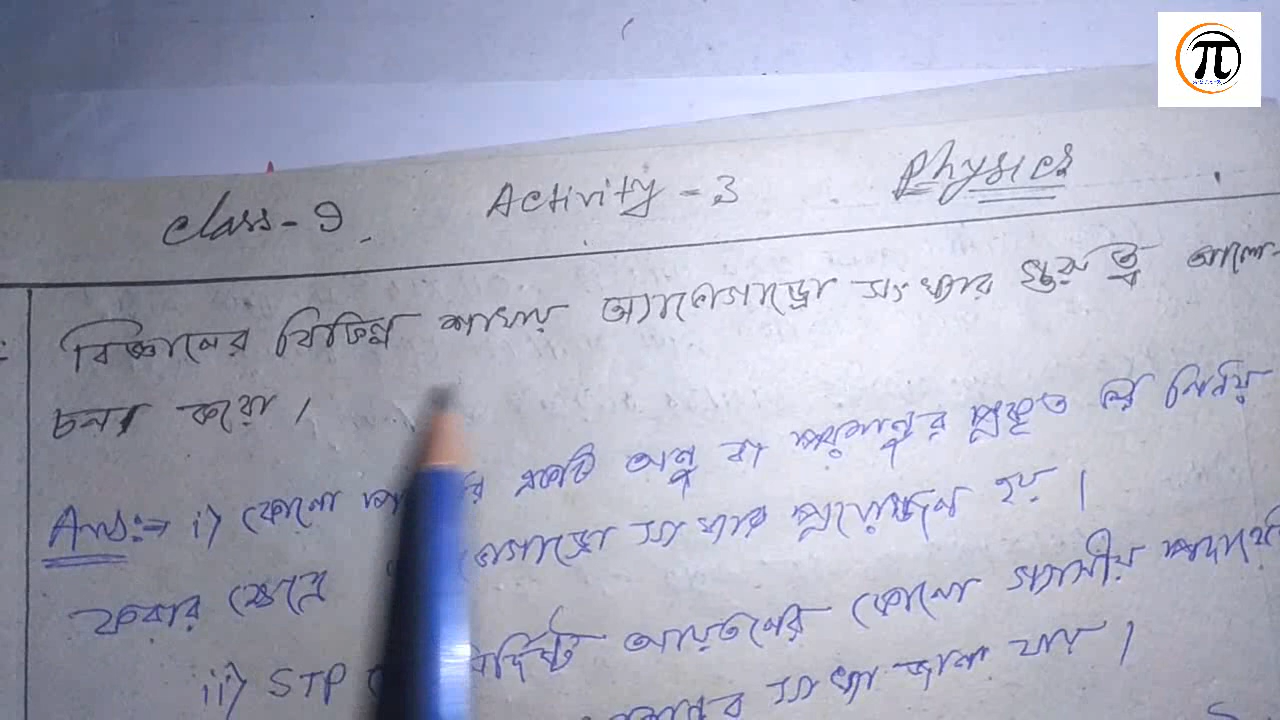 π
Class - 9 Activity - 3 Physics
বিজ্ঞানের বিভিন্ন শাখায় অ্যাভোগাড্রো সংখ্যার গুরুত্ব আলো-
চনা করো।
Ans:→ i) কোনো একটি অনু বা পরমাণুর প্রকৃত ভর নির্ণয়
করার ক্ষেত্রে সংখ্যার প্রয়োজন হয়।
ii) STP আয়তনের কোনো গ্যাসীয় পদার্থে
সংখ্যা জানা যায়।